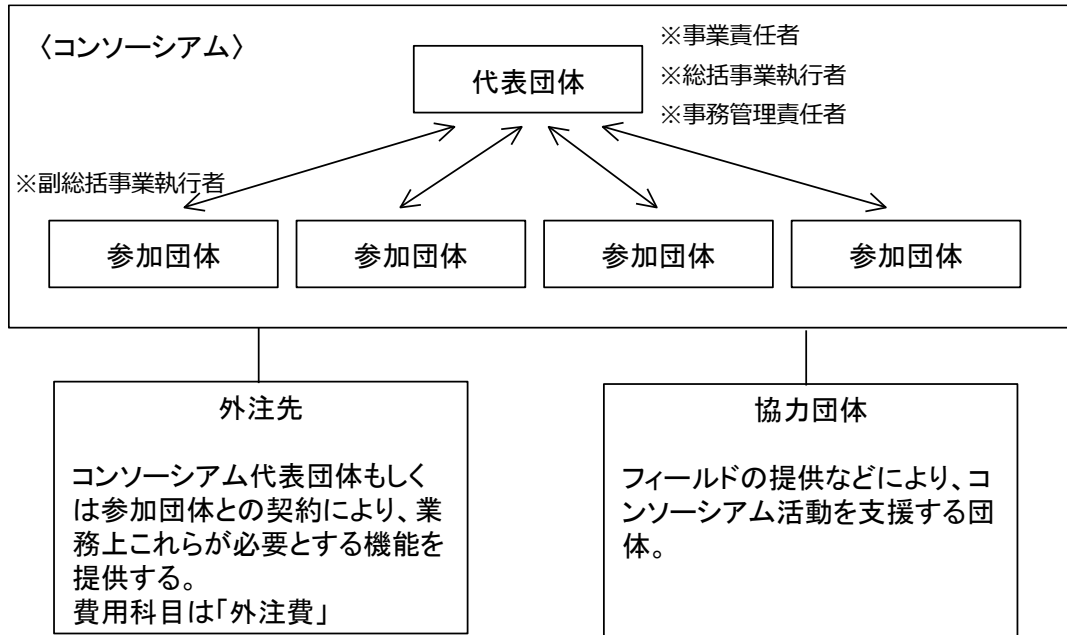 〈コンソーシアム〉
代表団体
※事業責任者
※総括事業執行者
※事務管理責任者
※副総括事業執行者
参加団体
参加団体
参加団体
参加団体
外注先
コンソーシアム代表団体もしく
は参加団体との契約により、業
務上これらが必要とする機能を
提供する。
費用科目は「外注費」
協力団体
フィールドの提供などにより、コ
ンソーシアム活動を支援する団
体。